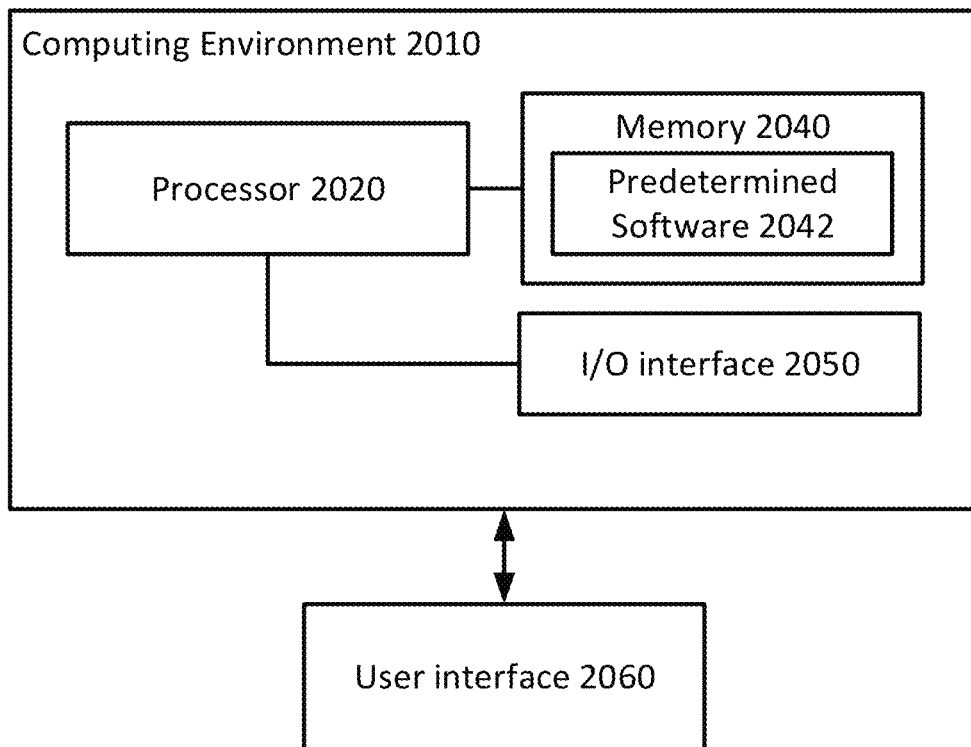 Computing Environment 2010
Memory 2040
Processor 2020
Predetermined
Software 2042
I/O interface 2050
User interface 2060